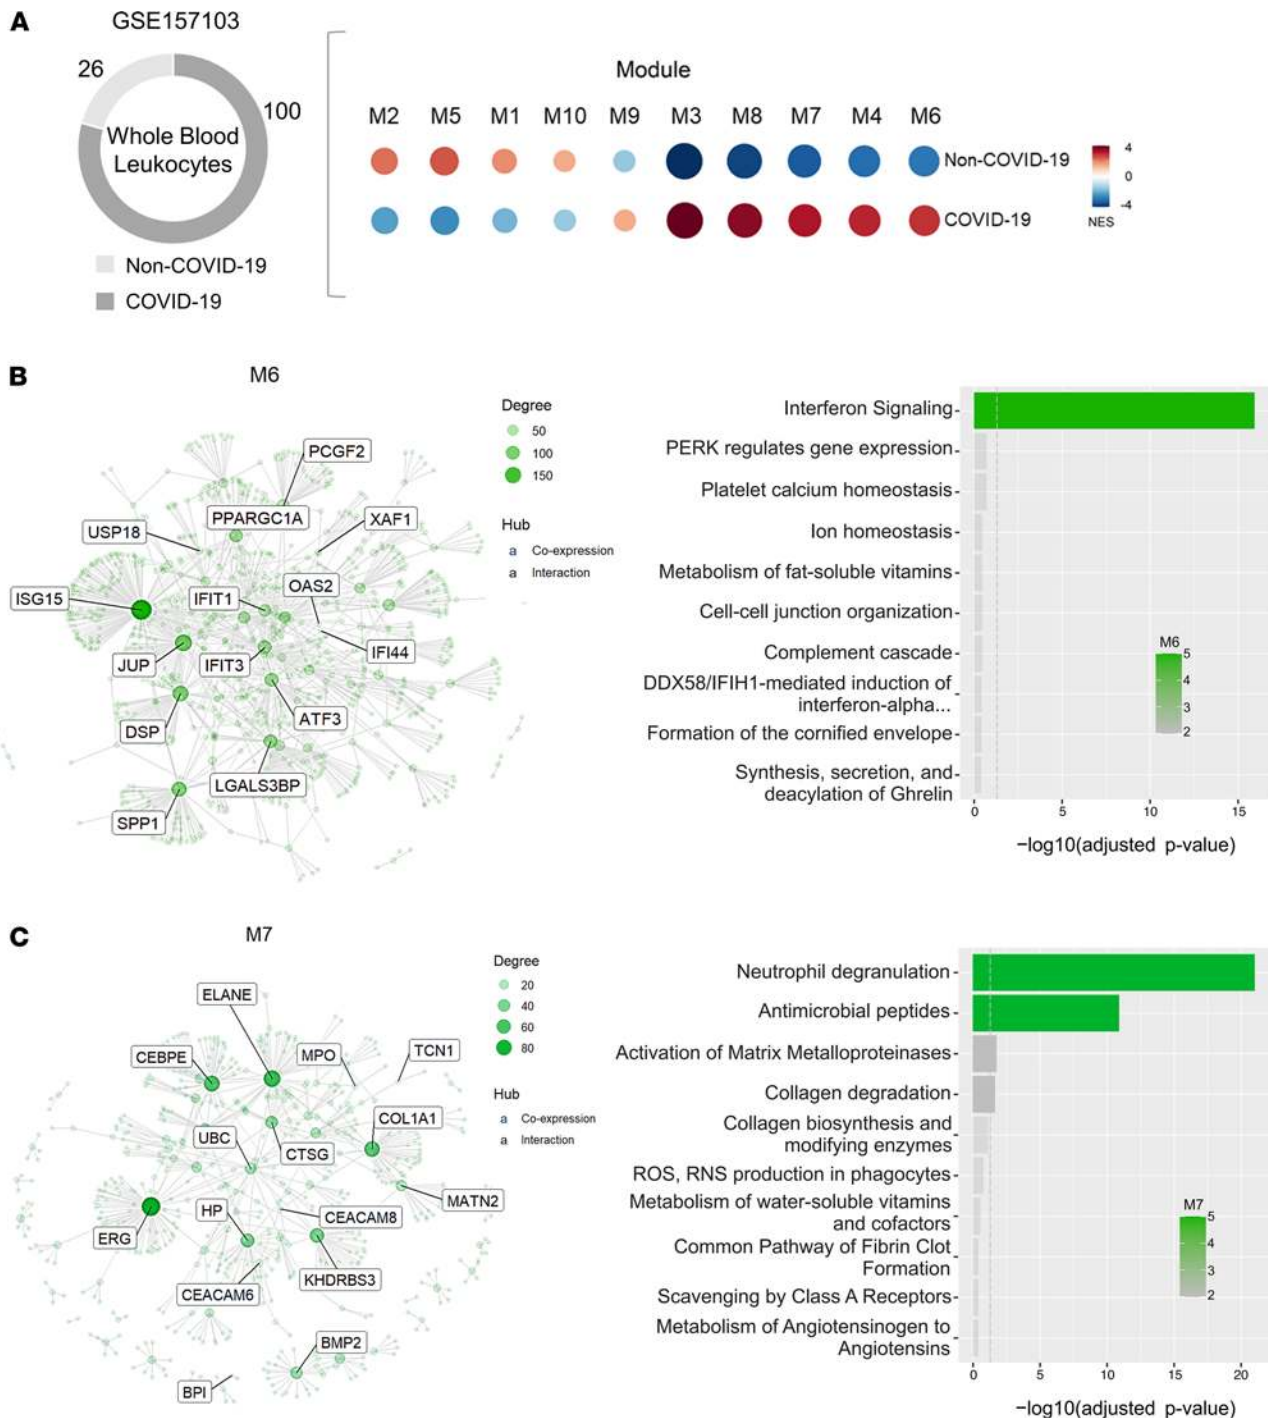 A
GSE157103
26
100
Whole Blood
Leukocytes
Non-COVID-19
COVID-19
Module
M2 M5 M1 M10 M9 M3 M8 M7 M4 M6
Non-COVID-19
COVID-19
4
0
-4
NES
B
M6
Degree
50
100
150
Hub
a Co-expression
a Interaction
PCGF2
PPARGC1A
XAF1
USP18
OAS2
ISG15
IFIT1
IFI44
JUP
IFIT3
ATF3
DSP
LGALS3BP
SPP1
Interferon Signaling
PERK regulates gene expression
Platelet calcium homeostasis
Ion homeostasis
Metabolism of fat-soluble vitamins
Cell-cell junction organization
Complement cascade
DDX58/IFIH1-mediated induction of
interferon-alpha...
Formation of the cornified envelope
Synthesis, secretion, and
deacylation of Ghrelin
M6
5
4
3
2
0 5 10 15
−log10(adjusted p-value)
C
M7
Degree
20
40
60
80
Hub
a Co-expression
a Interaction
ELANE
CEBPE
MPO
TCN1
COL1A1
UBC
CTSG
MATN2
HP
CEACAM8
ERG
KHDRBS3
CEACAM6
BMP2
BPI
Neutrophil degranulation
Antimicrobial peptides
Activation of Matrix Metalloproteinases
Collagen degradation
Collagen biosynthesis and
modifying enzymes
ROS, RNS production in phagocytes
Metabolism of water-soluble vitamins
and cofactors
Common Pathway of Fibrin Clot
Formation
Scavenging by Class A Receptors
Metabolism of Angiotensinogen to
Angiotensins
M7
5
4
3
2
0 5 10 15 20
−log10(adjusted p-value)